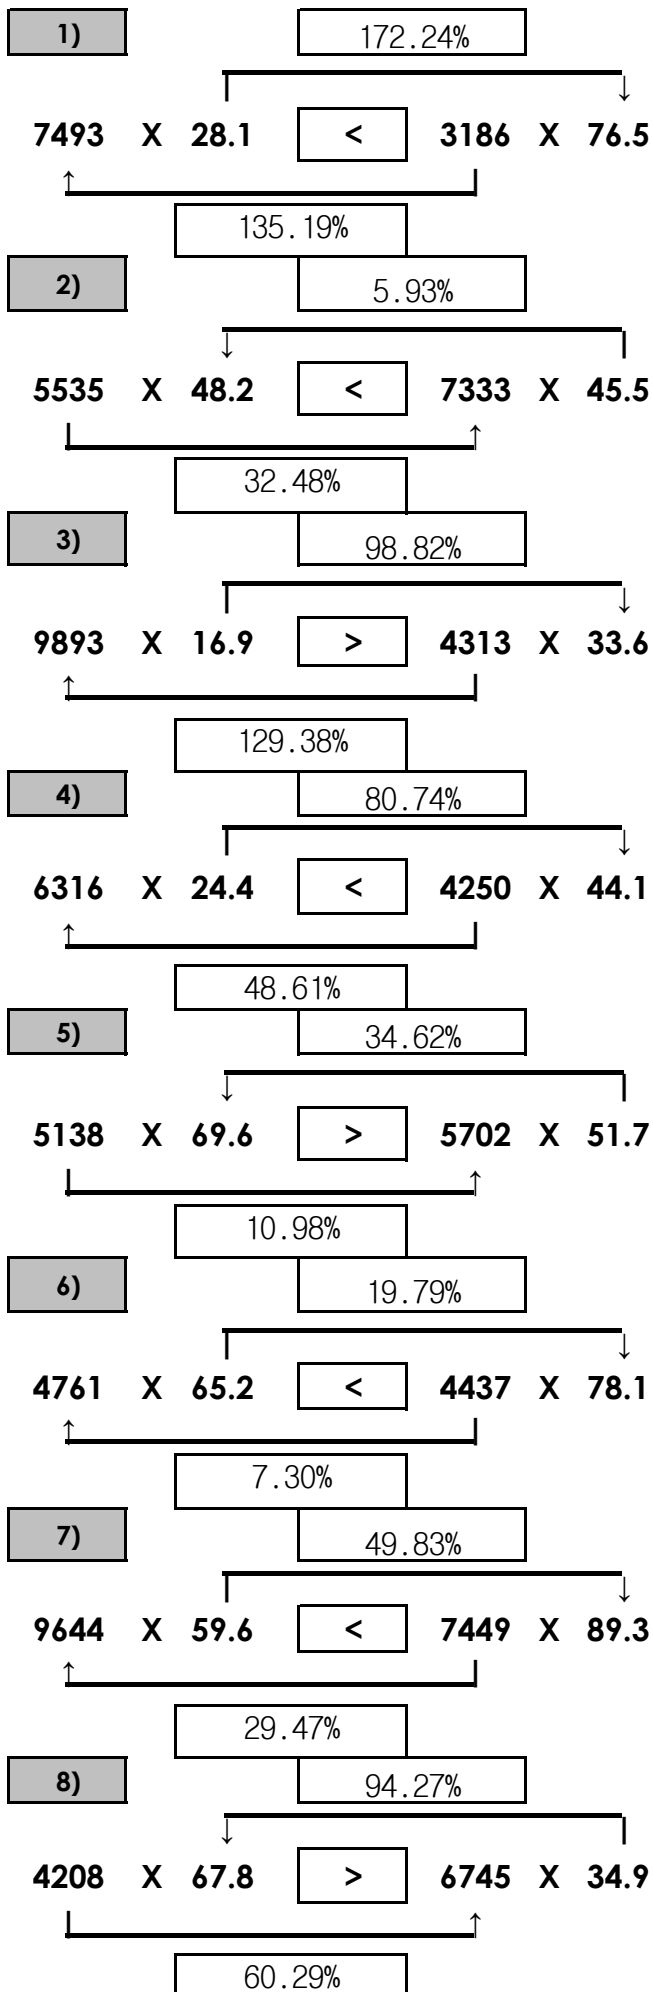 1) 172.24%
7493 X 28.1 < 3186 X 76.5
135.19%
2) 5.93%
5535 X 48.2 < 7333 X 45.5
32.48%
3) 98.82%
9893 X 16.9 > 4313 X 33.6
129.38%
4) 80.74%
6316 X 24.4 < 4250 X 44.1
48.61%
5) 34.62%
5138 X 69.6 > 5702 X 51.7
10.98%
6) 19.79%
4761 X 65.2 < 4437 X 78.1
7.30%
7) 49.83%
9644 X 59.6 < 7449 X 89.3
29.47%
8) 94.27%
4208 X 67.8 > 6745 X 34.9
60.29%